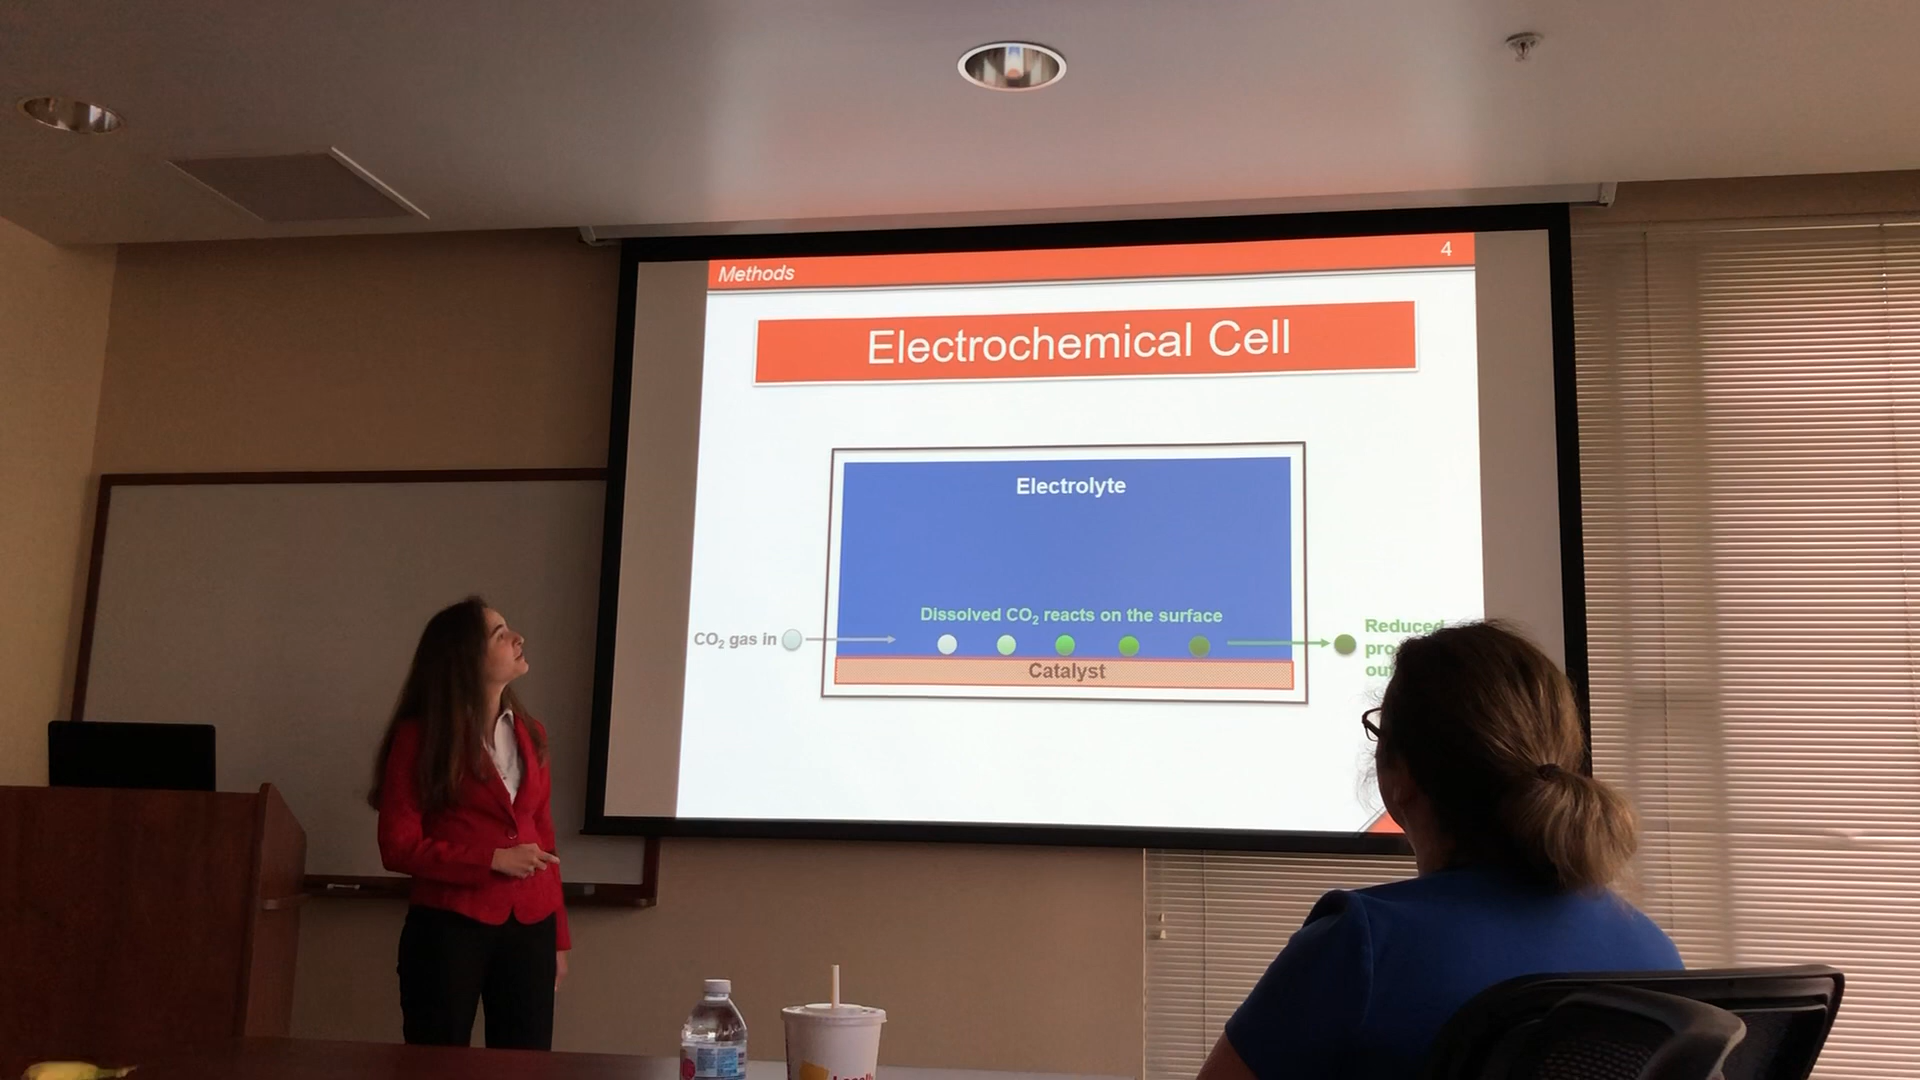 Methods
4
Electrochemical Cell
Electrolyte
Dissolved CO₂ reacts on the surface
CO₂ gas in
Reduced
Catalyst